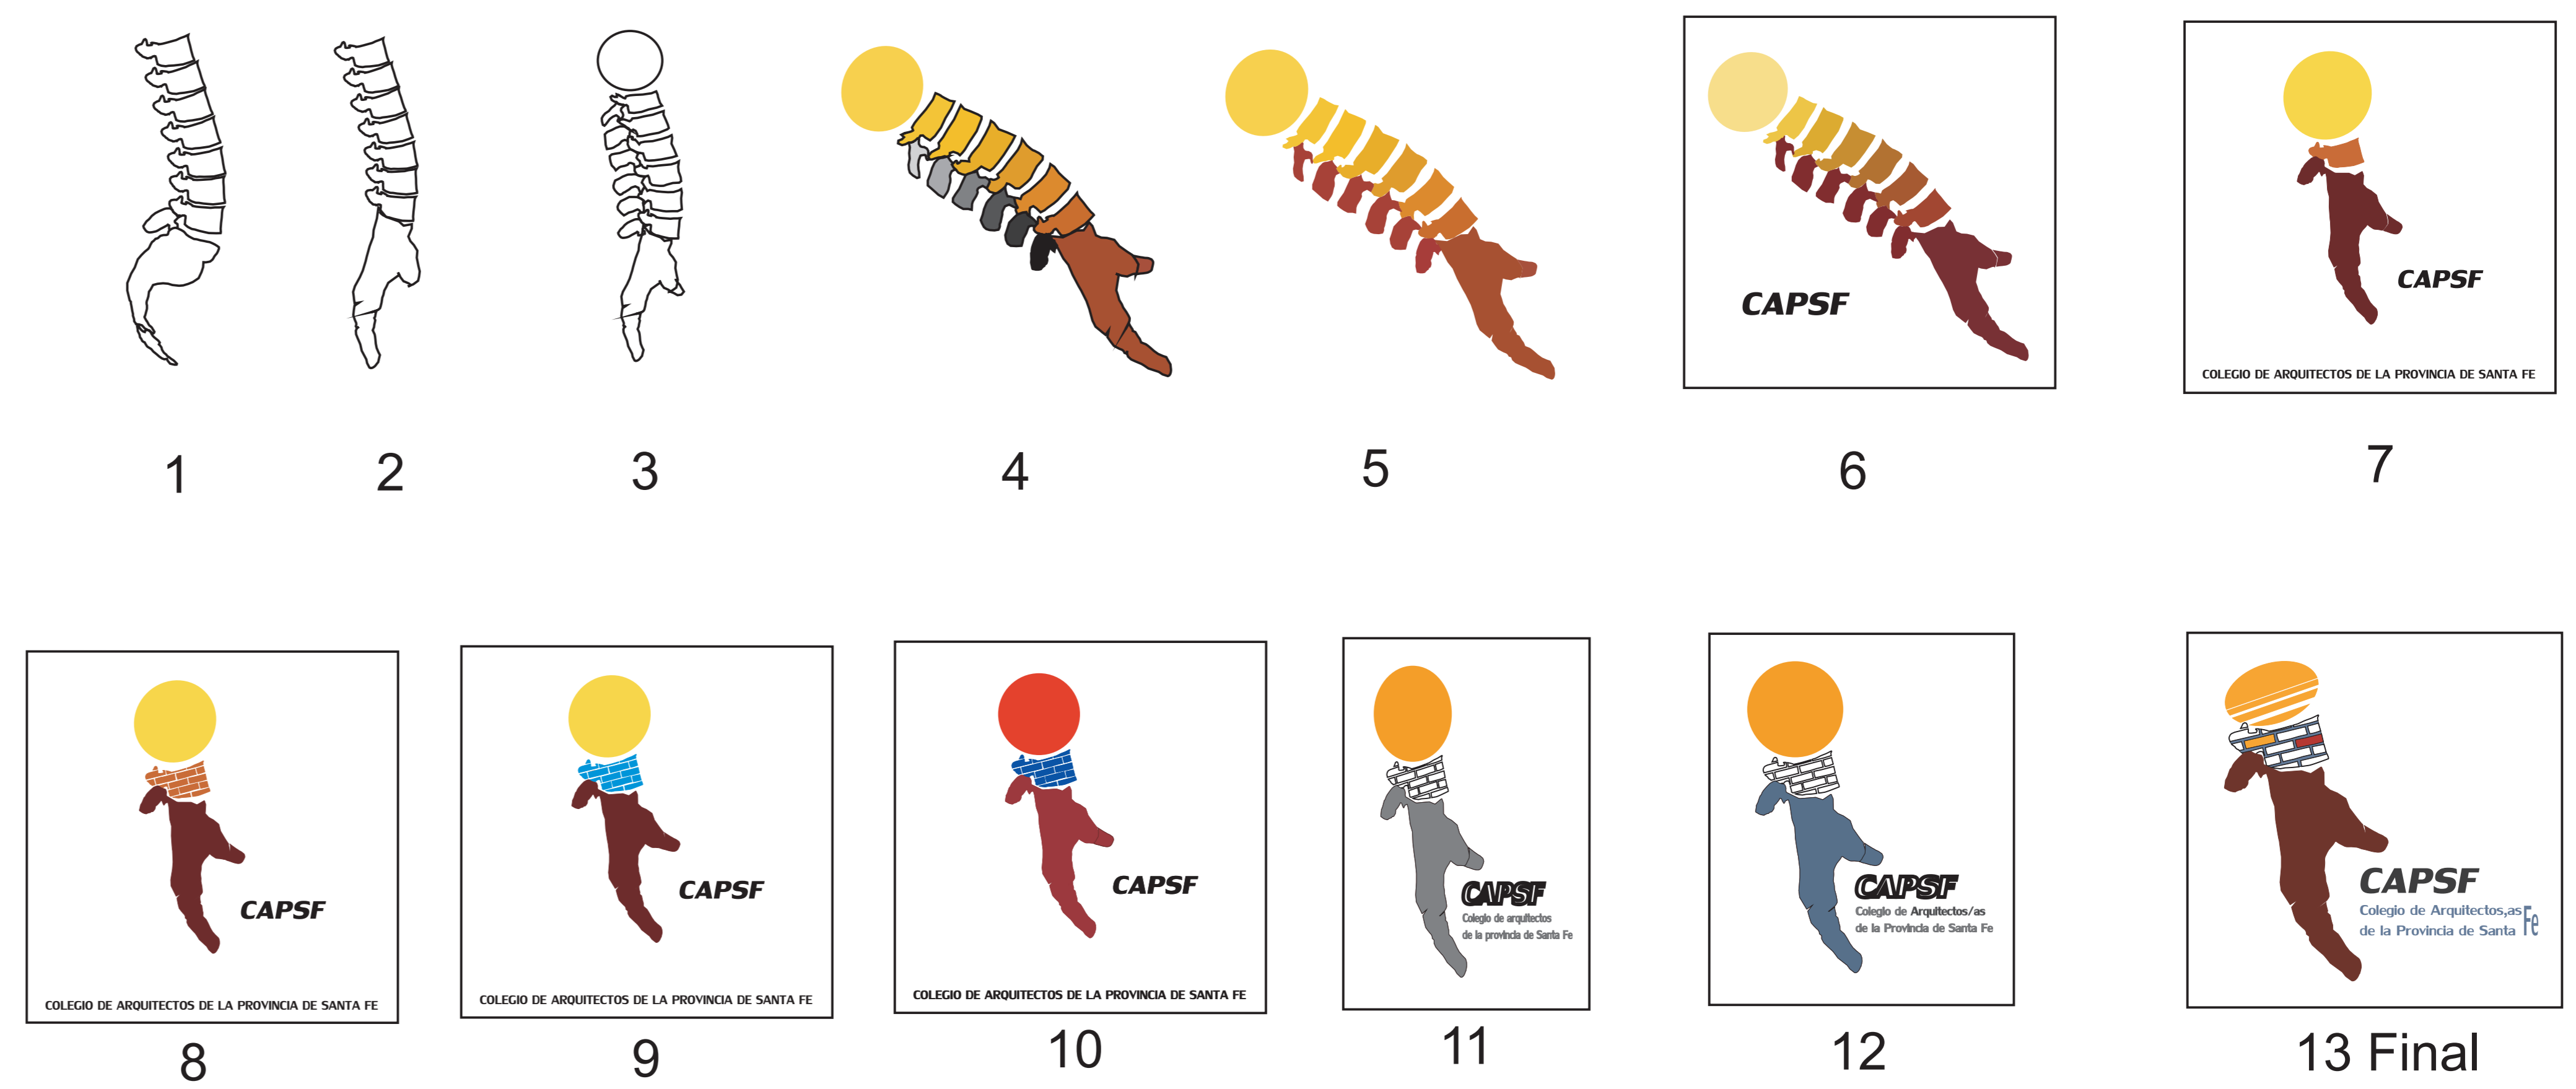 CAPSF
CAPSF
COLEGIO DE ARQUITECTOS DE LA PROVINCIA DE SANTA FE
1
2
3
4
5
6
7
CAPSF
COLEGIO DE ARQUITECTOS DE LA PROVINCIA DE SANTA FE
8
CAPSF
COLEGIO DE ARQUITECTOS DE LA PROVINCIA DE SANTA FE
9
CAPSF
COLEGIO DE ARQUITECTOS DE LA PROVINCIA DE SANTA FE
10
CAPSF
Colegio de arquitectos
de la provincia de Santa Fe
11
CAPSF
Colegio de Arquitectos/as
de la Provincia de Santa Fe
12
CAPSF
Colegio de Arquitectos,as
de la Provincia de Santa Fe
13 Final